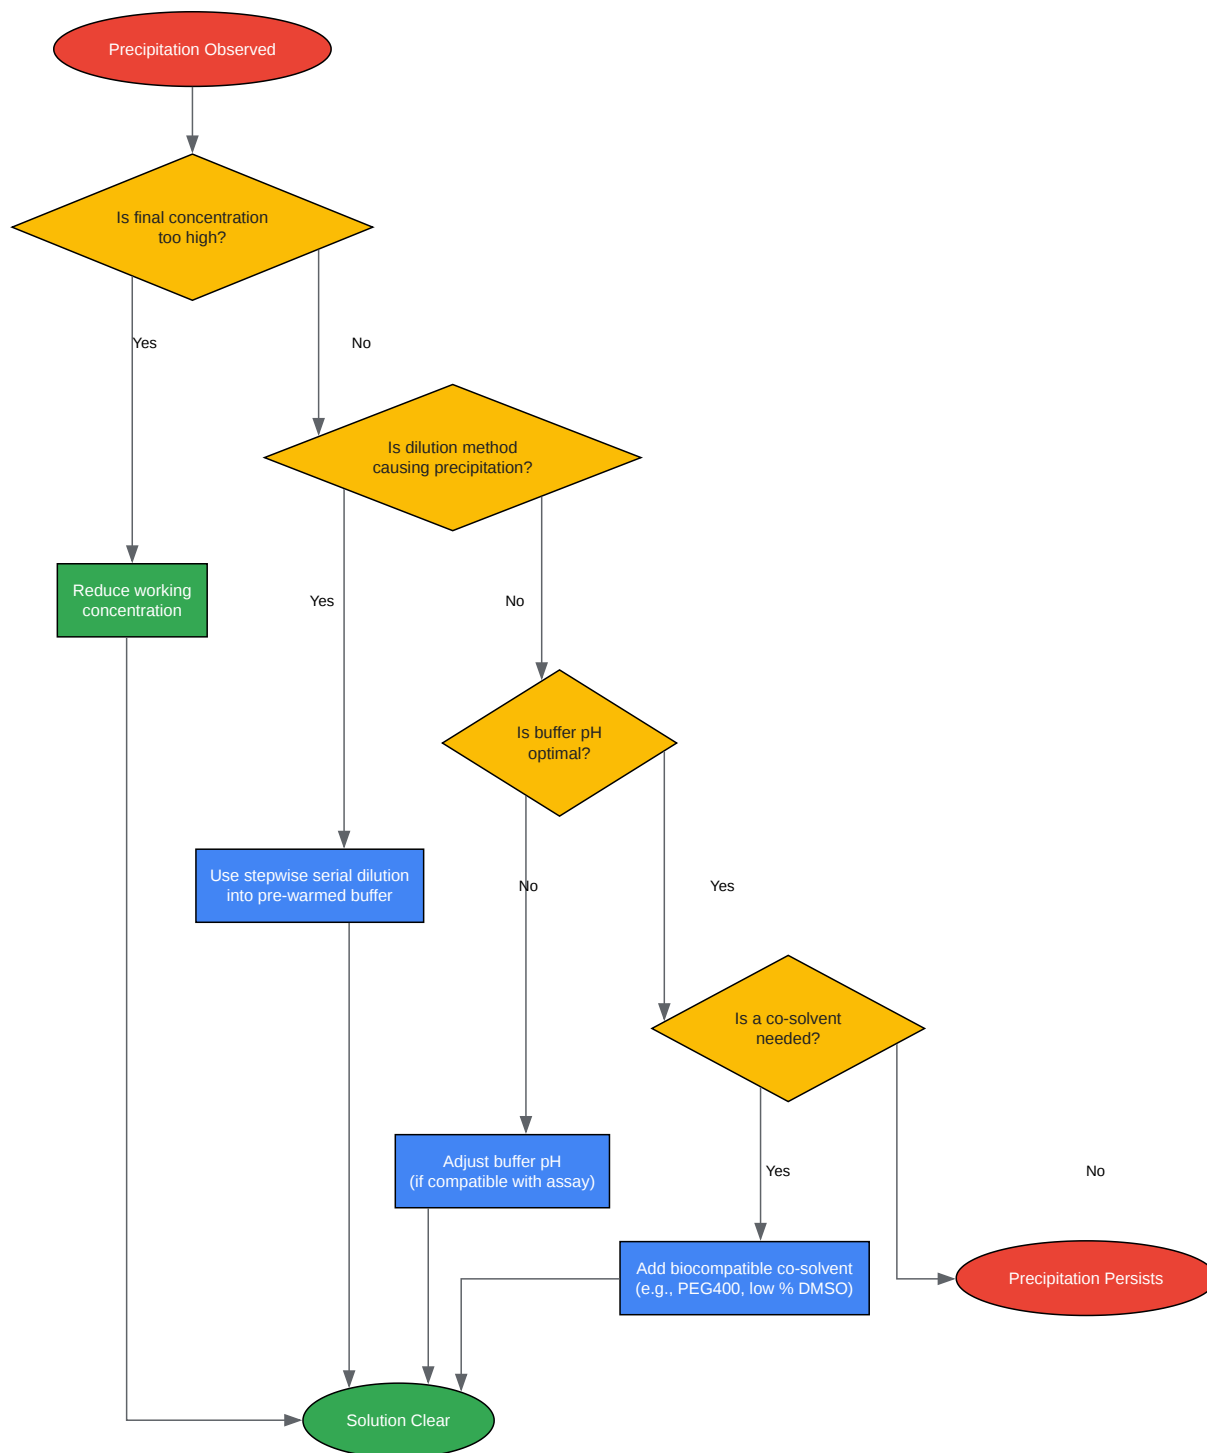 Precipitation Observed
Is final concentration
too high?
Yes
No
Is dilution method
causing precipitation?
Reduce working
concentration
Yes
No
Is buffer pH
optimal?
Use stepwise serial dilution
into pre-warmed buffer
No
Yes
Is a co-solvent
needed?
Adjust buffer pH
(if compatible with assay)
Yes
No
Add biocompatible co-solvent
(e.g., PEG400, low % DMSO)
Precipitation Persists
Solution Clear